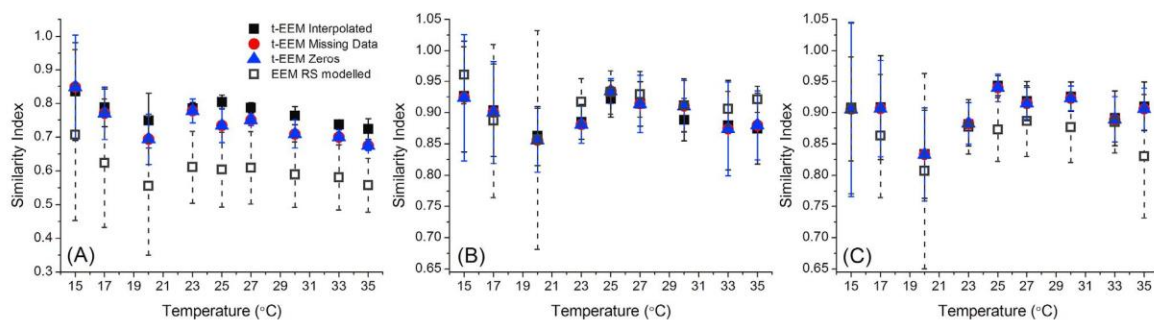 t-EEM Interpolated
t-EEM Missing Data
t-EEM Zeros
EEM RS modelled
Similarity Index
1.0
0.9
0.8
0.7
0.6
0.5
0.4
0.3
(A)
15 17 19 21 23 25 27 29 31 33 35
Temperature (°C)
Similarity Index
1.05
1.00
0.95
0.90
0.85
0.80
0.75
0.70
0.65
(B)
15 17 19 21 23 25 27 29 31 33 35
Temperature (°C)
Similarity Index
1.05
1.00
0.95
0.90
0.85
0.80
0.75
0.70
0.65
(C)
15 17 19 21 23 25 27 29 31 33 35
Temperature (°C)